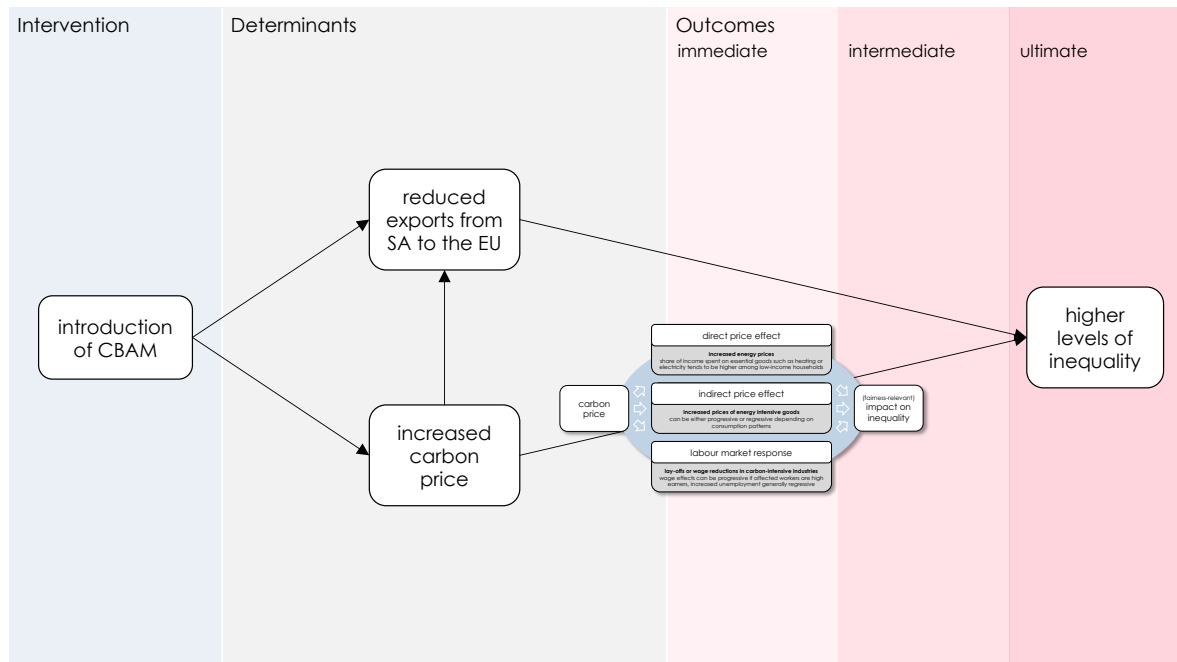 Intervention
Determinants
Outcomes
immediate
intermediate
ultimate
reduced
exports from
SA to the EU
introduction
of CBAM
higher
levels of
inequality
increased
carbon
price
carbon
price
direct price effect
increased energy prices
share of income spent on essential goods such as heating or
electricity tends to be higher among low-income households
indirect price effect
increased prices of energy intensive goods
can be either progressive or regressive depending on
consumption patterns
labour market response
lay-offs or wage reductions in carbon-intensive industries
wage effects can be progressive if affected workers are high
earners, increased unemployment generally regressive
(fairness-relevant)
impact on
inequality